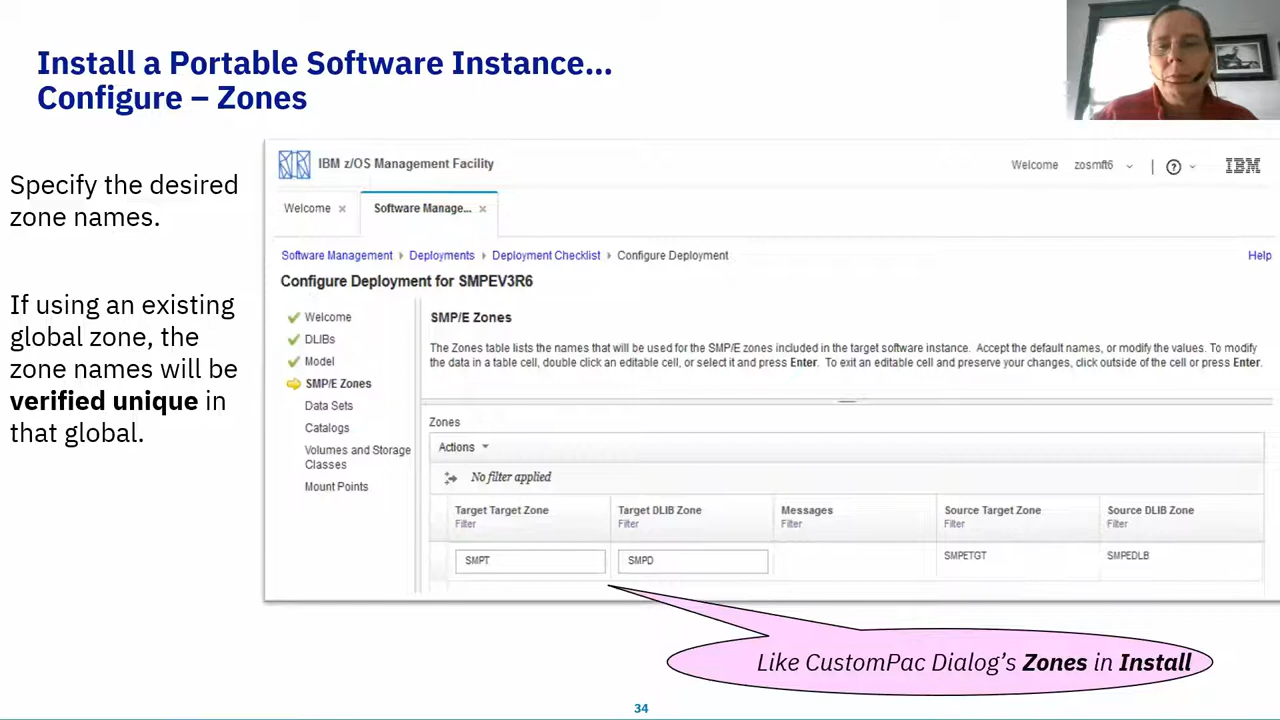 Install a Portable Software Instance...
Configure – Zones
Specify the desired
zone names.
If using an existing
global zone, the
zone names will be
verified unique in
that global.
IBM z/OS Management Facility
Welcome zosmft6 | ? IBM
Welcome × Software Manage... ×
Software Management Deployments Deployment Checklist Configure Deployment Help
Configure Deployment for SMPEV3R6
Welcome
DLIBs
Model
SMP/E Zones
Data Sets
Catalogs
Volumes and Storage
Classes
Mount Points
SMP/E Zones
The Zones table lists the names that will be used for the SMP/E zones included in the target software instance. Accept the default names, or modify the values. To modify
the data in a table cell, double click an editable cell, or select it and press Enter. To exit an editable cell and preserve your changes, click outside of the cell or press Enter.
Zones
Actions
No filter applied
Target Target Zone Target DLIB Zone Messages Source Target Zone Source DLIB Zone
Filter Filter Filter Filter Filter
SMPT SMPD SMPETGT SMPEDLB
Like CustomPac Dialog's Zones in Install
34